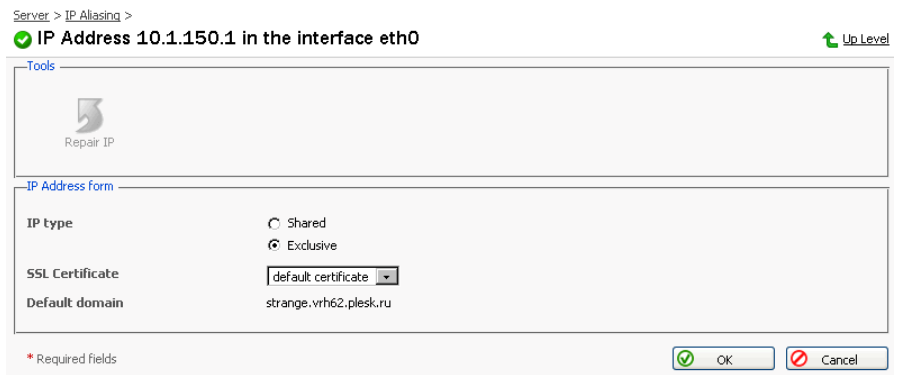 Server > IP Aliasing >
IP Address 10.1.150.1 in the interface eth0
Up Level
Tools
Repair IP
IP Address form
IP type
Shared
Exclusive
SSL Certificate
default certificate
Default domain
strange.vrh62.plesk.ru
* Required fields
OK
Cancel